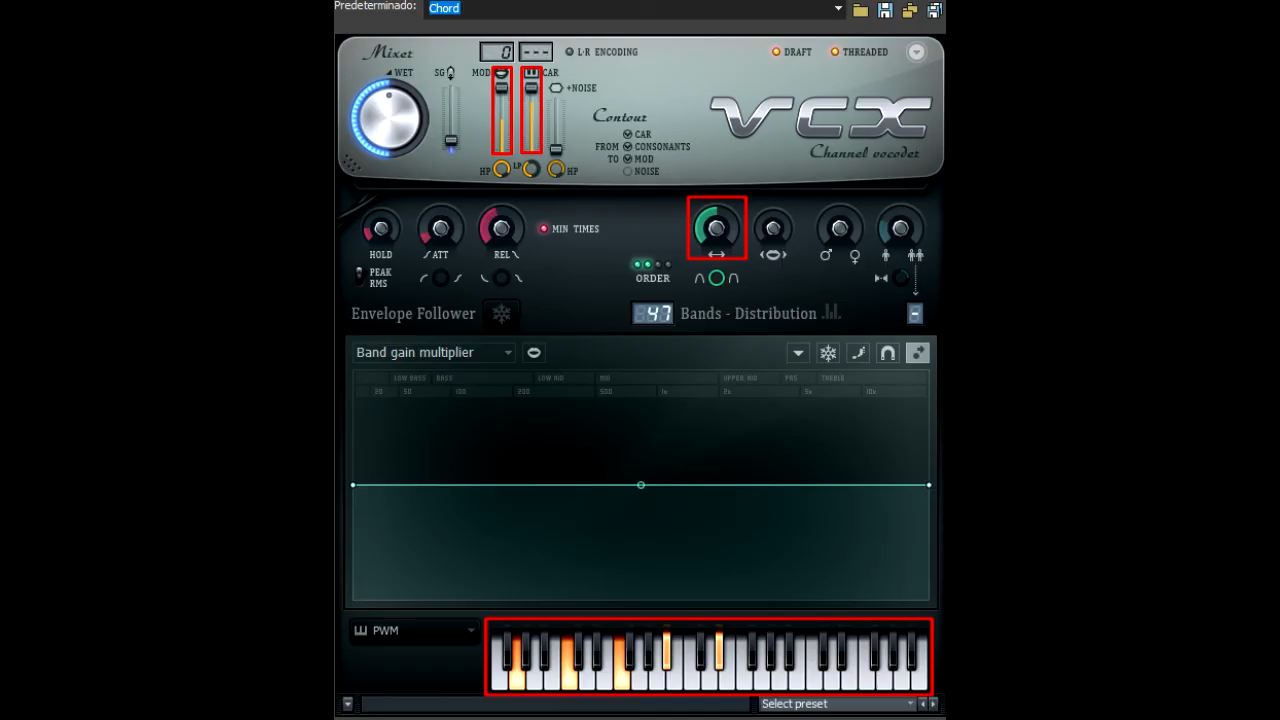 Predeterminado: Chord
Mixer 0 --- L-R ENCODING DRAFT THREADED
WET SG MOD CAR
+NOISE
Contour
CAR
FROM CONSONANTS
TO MOD
NOISE
HP LP HP
VCX
Channel vocoder
MIN TIMES
HOLD ATT REL
PEAK
RMS
ORDER
Envelope Follower 47 Bands - Distribution -
Band gain multiplier
LOW BASS BASS LOW MID MID UPPER MID PRS TREBLE
20 50 100 200 500 1k 2k 5k 10k
PWM
Select preset